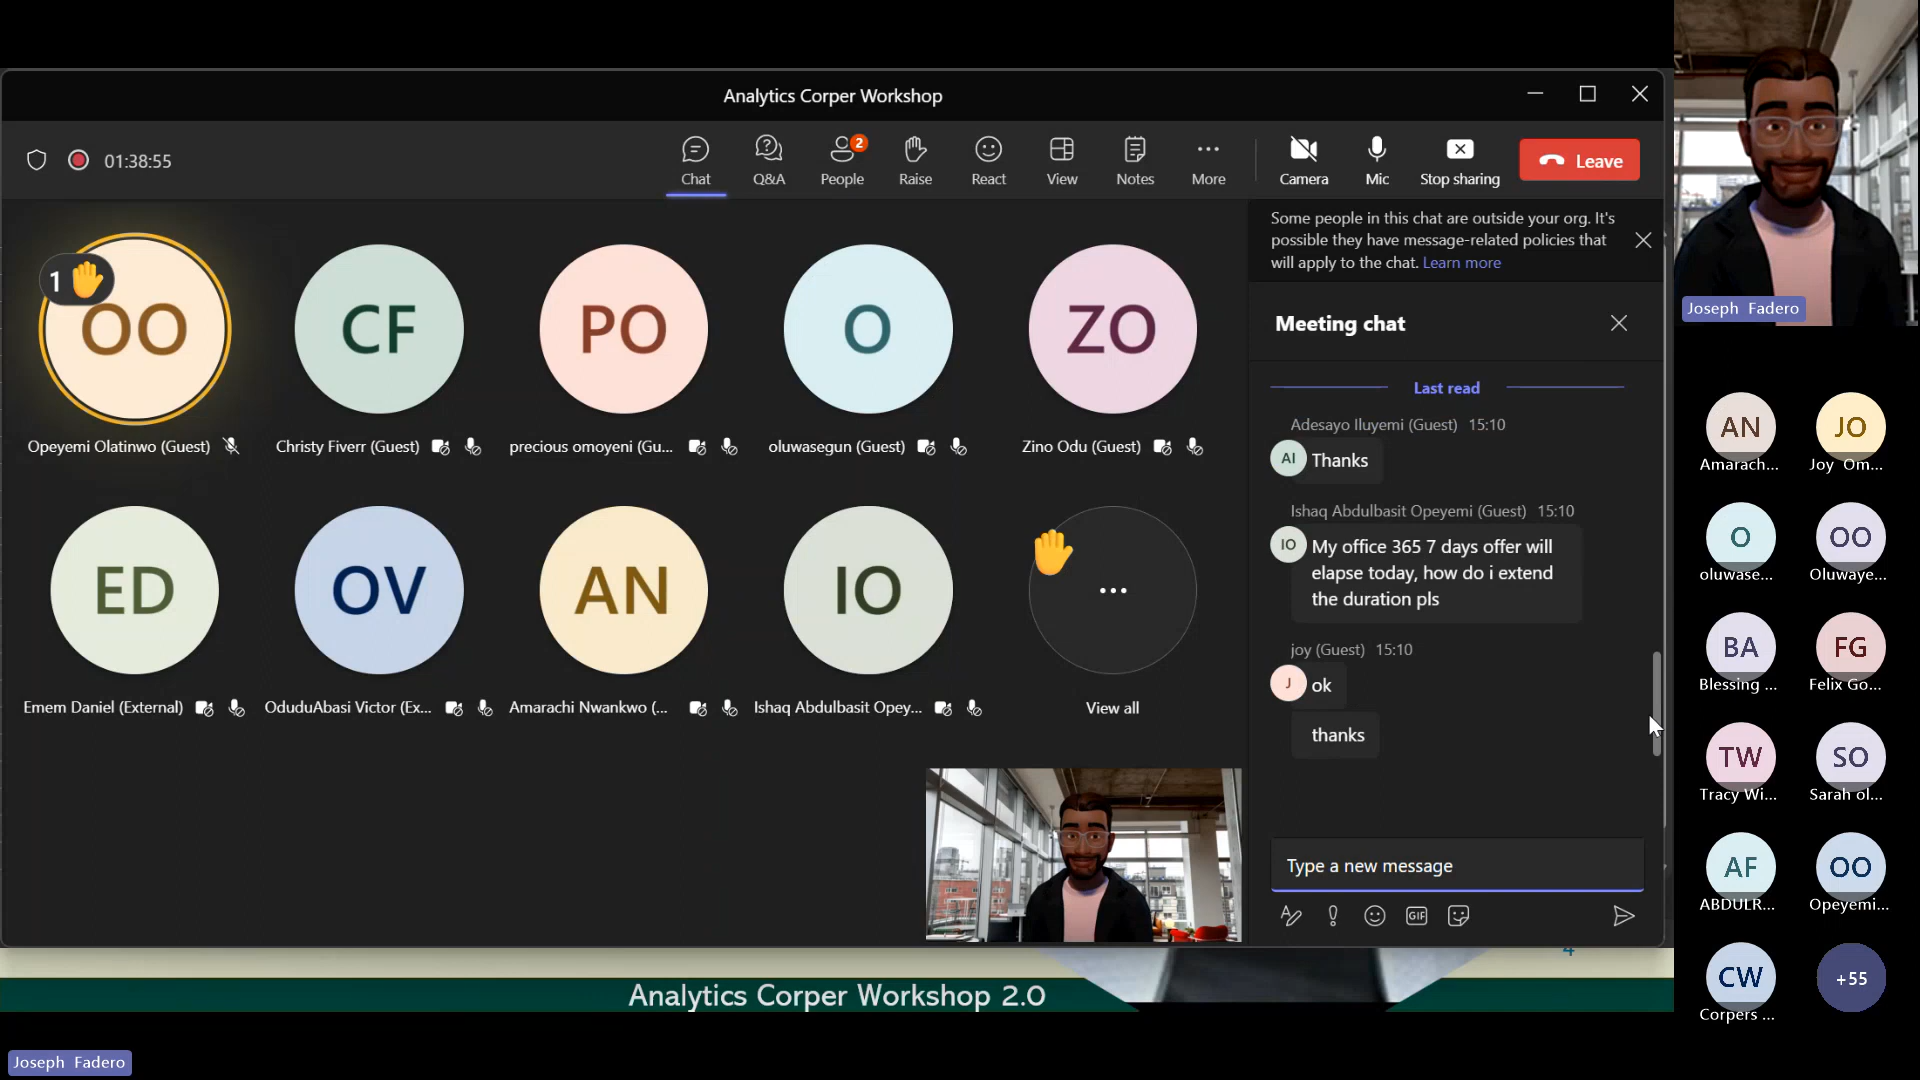 Analytics Corper Workshop
01:38:55
Chat
Q&A
2
People
Raise
React
View
Notes
More
Camera
Mic
Stop sharing
Leave
1
OO
Opeyemi Olatinwo (Guest)
CF
Christy Fiverr (Guest)
PO
precious omoyeni (Gu...
O
oluwasegun (Guest)
ZO
Zino Odu (Guest)
ED
Emem Daniel (External)
OV
OduduAbasi Victor (Ex...
AN
Amarachi Nwankwo (...
IO
Ishaq Abdulbasit Opey...
View all
Some people in this chat are outside your org. It's
possible they have message-related policies that
will apply to the chat. Learn more
Meeting chat
Last read
Adesayo Iluyemi (Guest) 15:10
AI
Thanks
Ishaq Abdulbasit Opeyemi (Guest) 15:10
IO
My office 365 7 days offer will
elapse today, how do i extend
the duration pls
joy (Guest) 15:10
J
ok
thanks
Type a new message
GIF
4
Analytics Corper Workshop 2.0
Joseph Fadero
Joseph Fadero
AN
Amarach...
JO
Joy Om...
O
oluwase...
OO
Oluwaye...
BA
Blessing ...
FG
Felix Go...
TW
Tracy Wi...
SO
Sarah ol...
AF
ABDULR...
OO
Opeyemi...
CW
Corpers ...
+55